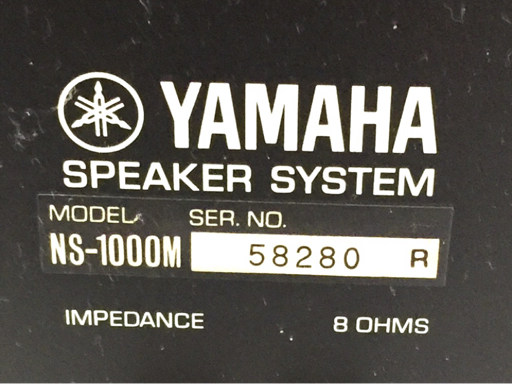 YAMAHA
SPEAKER SYSTEM
MODEL SER. NO.
NS-1000M 58280 R
IMPEDANCE 8 OHMS